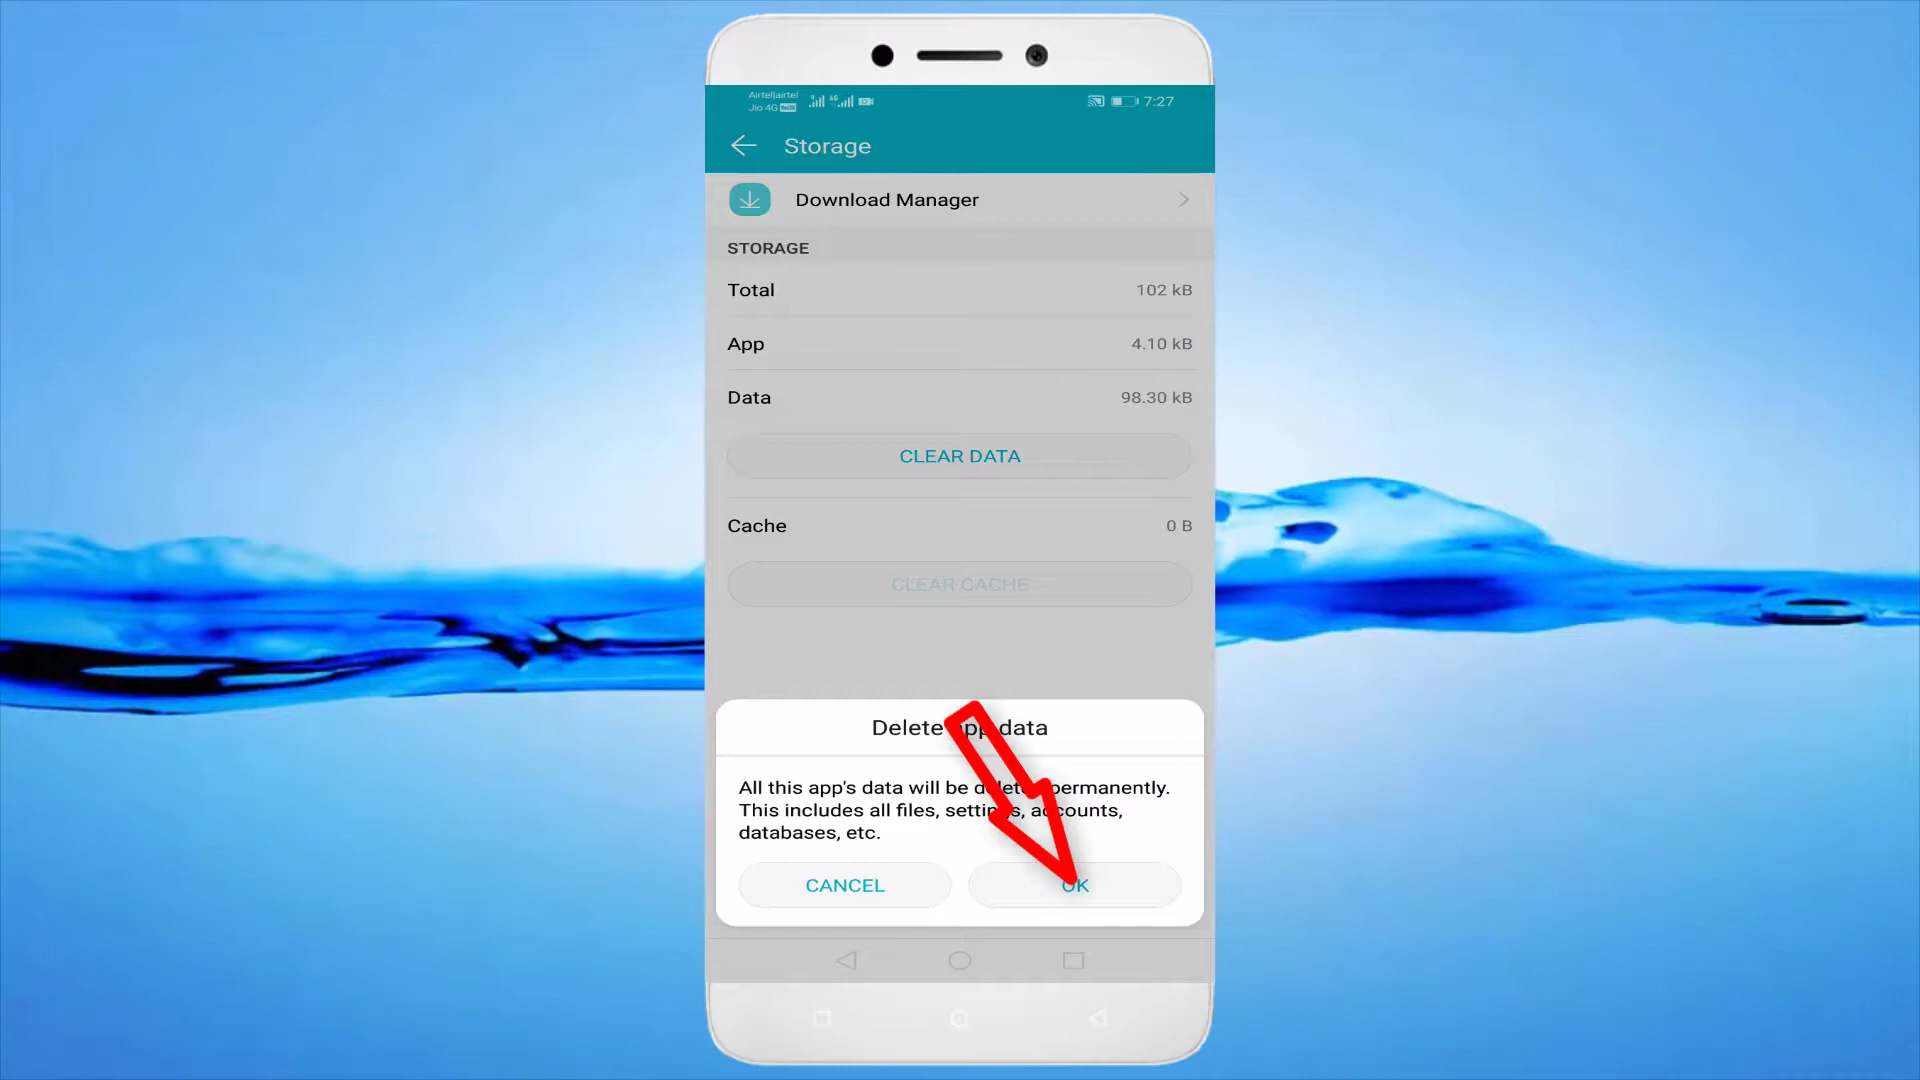 Airtel|airtel
Jio 4G
4G
7:27
Storage
Download Manager
STORAGE
Total 102 kB
App 4.10 kB
Data 98.30 kB
CLEAR DATA
Cache 0 B
CLEAR CACHE
Delete app data
All this app's data will be deleted permanently.
This includes all files, settings, accounts,
databases, etc.
CANCEL OK